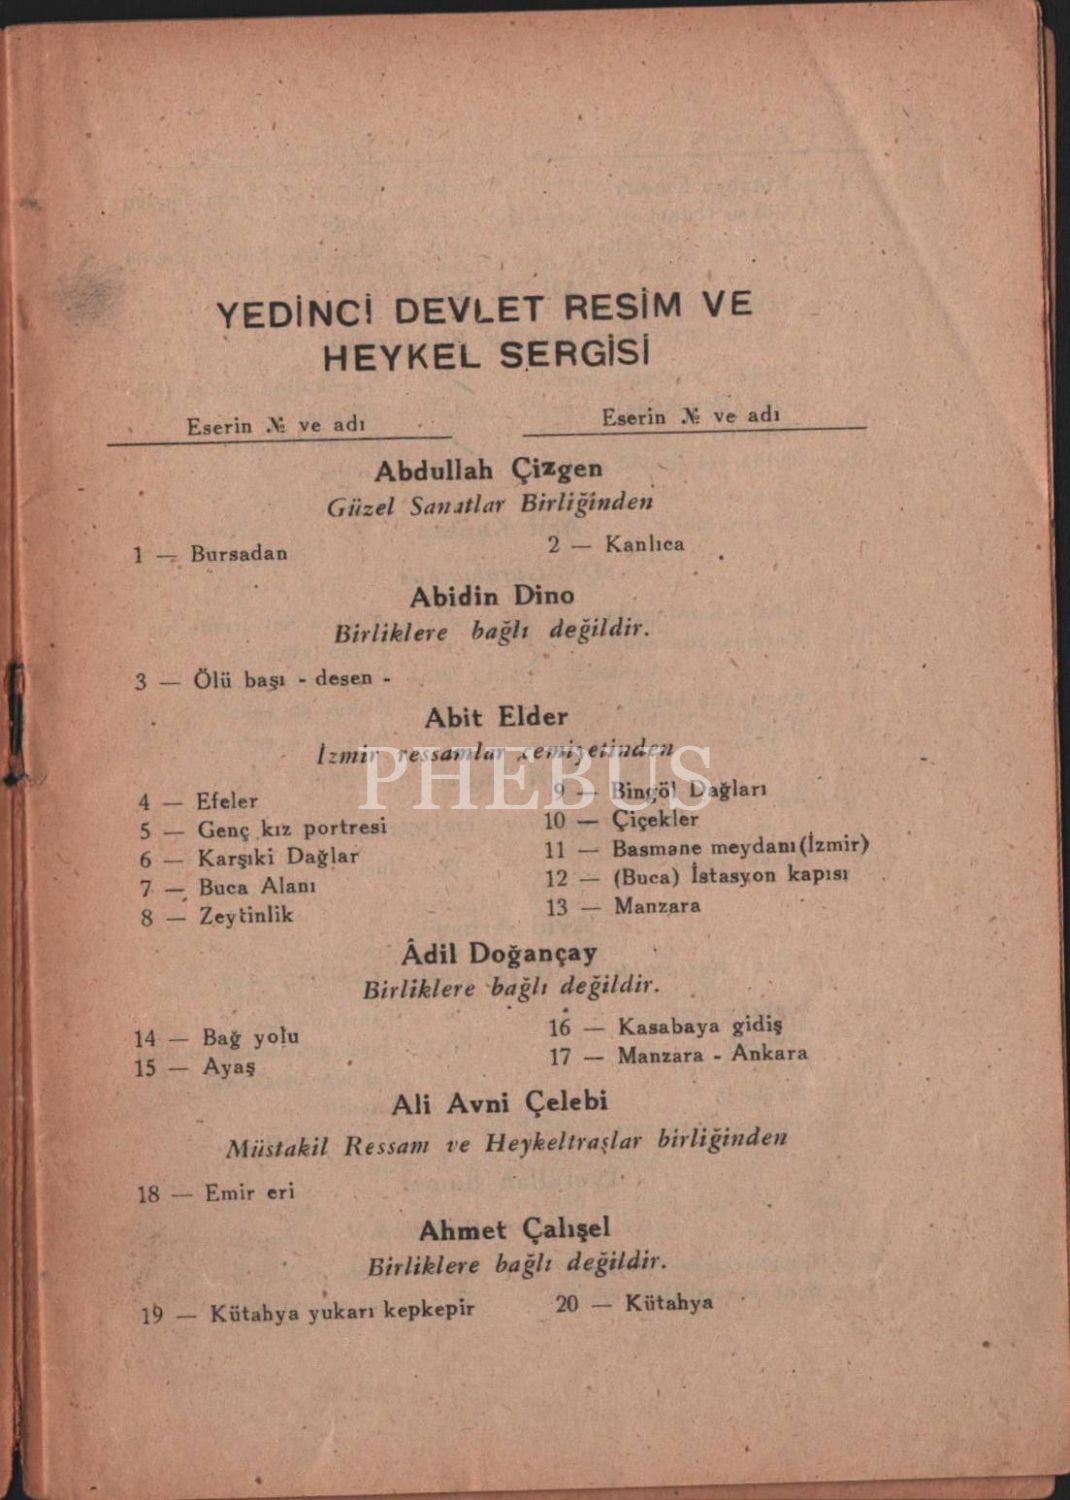 YEDİNCİ DEVLET RESİM VE
HEYKEL SERGİSİ
Eserin № ve adı
Eserin № ve adı
Abdullah Çizgen
Güzel Sanatlar Birliğinden
1 — Bursadan
2 — Kanlıca
Abidin Dino
Birliklere bağlı değildir.
3 — Ölü başı - desen -
Abit Elder
İzmir ressamlar cemiyetinden
PHEBUS
4 — Efeler
5 — Genç kız portresi
6 — Karşıki Dağlar
7 — Buca Alanı
8 — Zeytinlik
9 — Bingöl Dağları
10 — Çiçekler
11 — Basmane meydanı(İzmir)
12 — (Buca) İstasyon kapısı
13 — Manzara
Âdil Doğançay
Birliklere bağlı değildir.
14 — Bağ yolu
15 — Ayaş
16 — Kasabaya gidiş
17 — Manzara - Ankara
Ali Avni Çelebi
Müstakil Ressam ve Heykeltraşlar birliğinden
18 — Emir eri
Ahmet Çalışel
Birliklere bağlı değildir.
19 — Kütahya yukarı kepkepir
20 — Kütahya